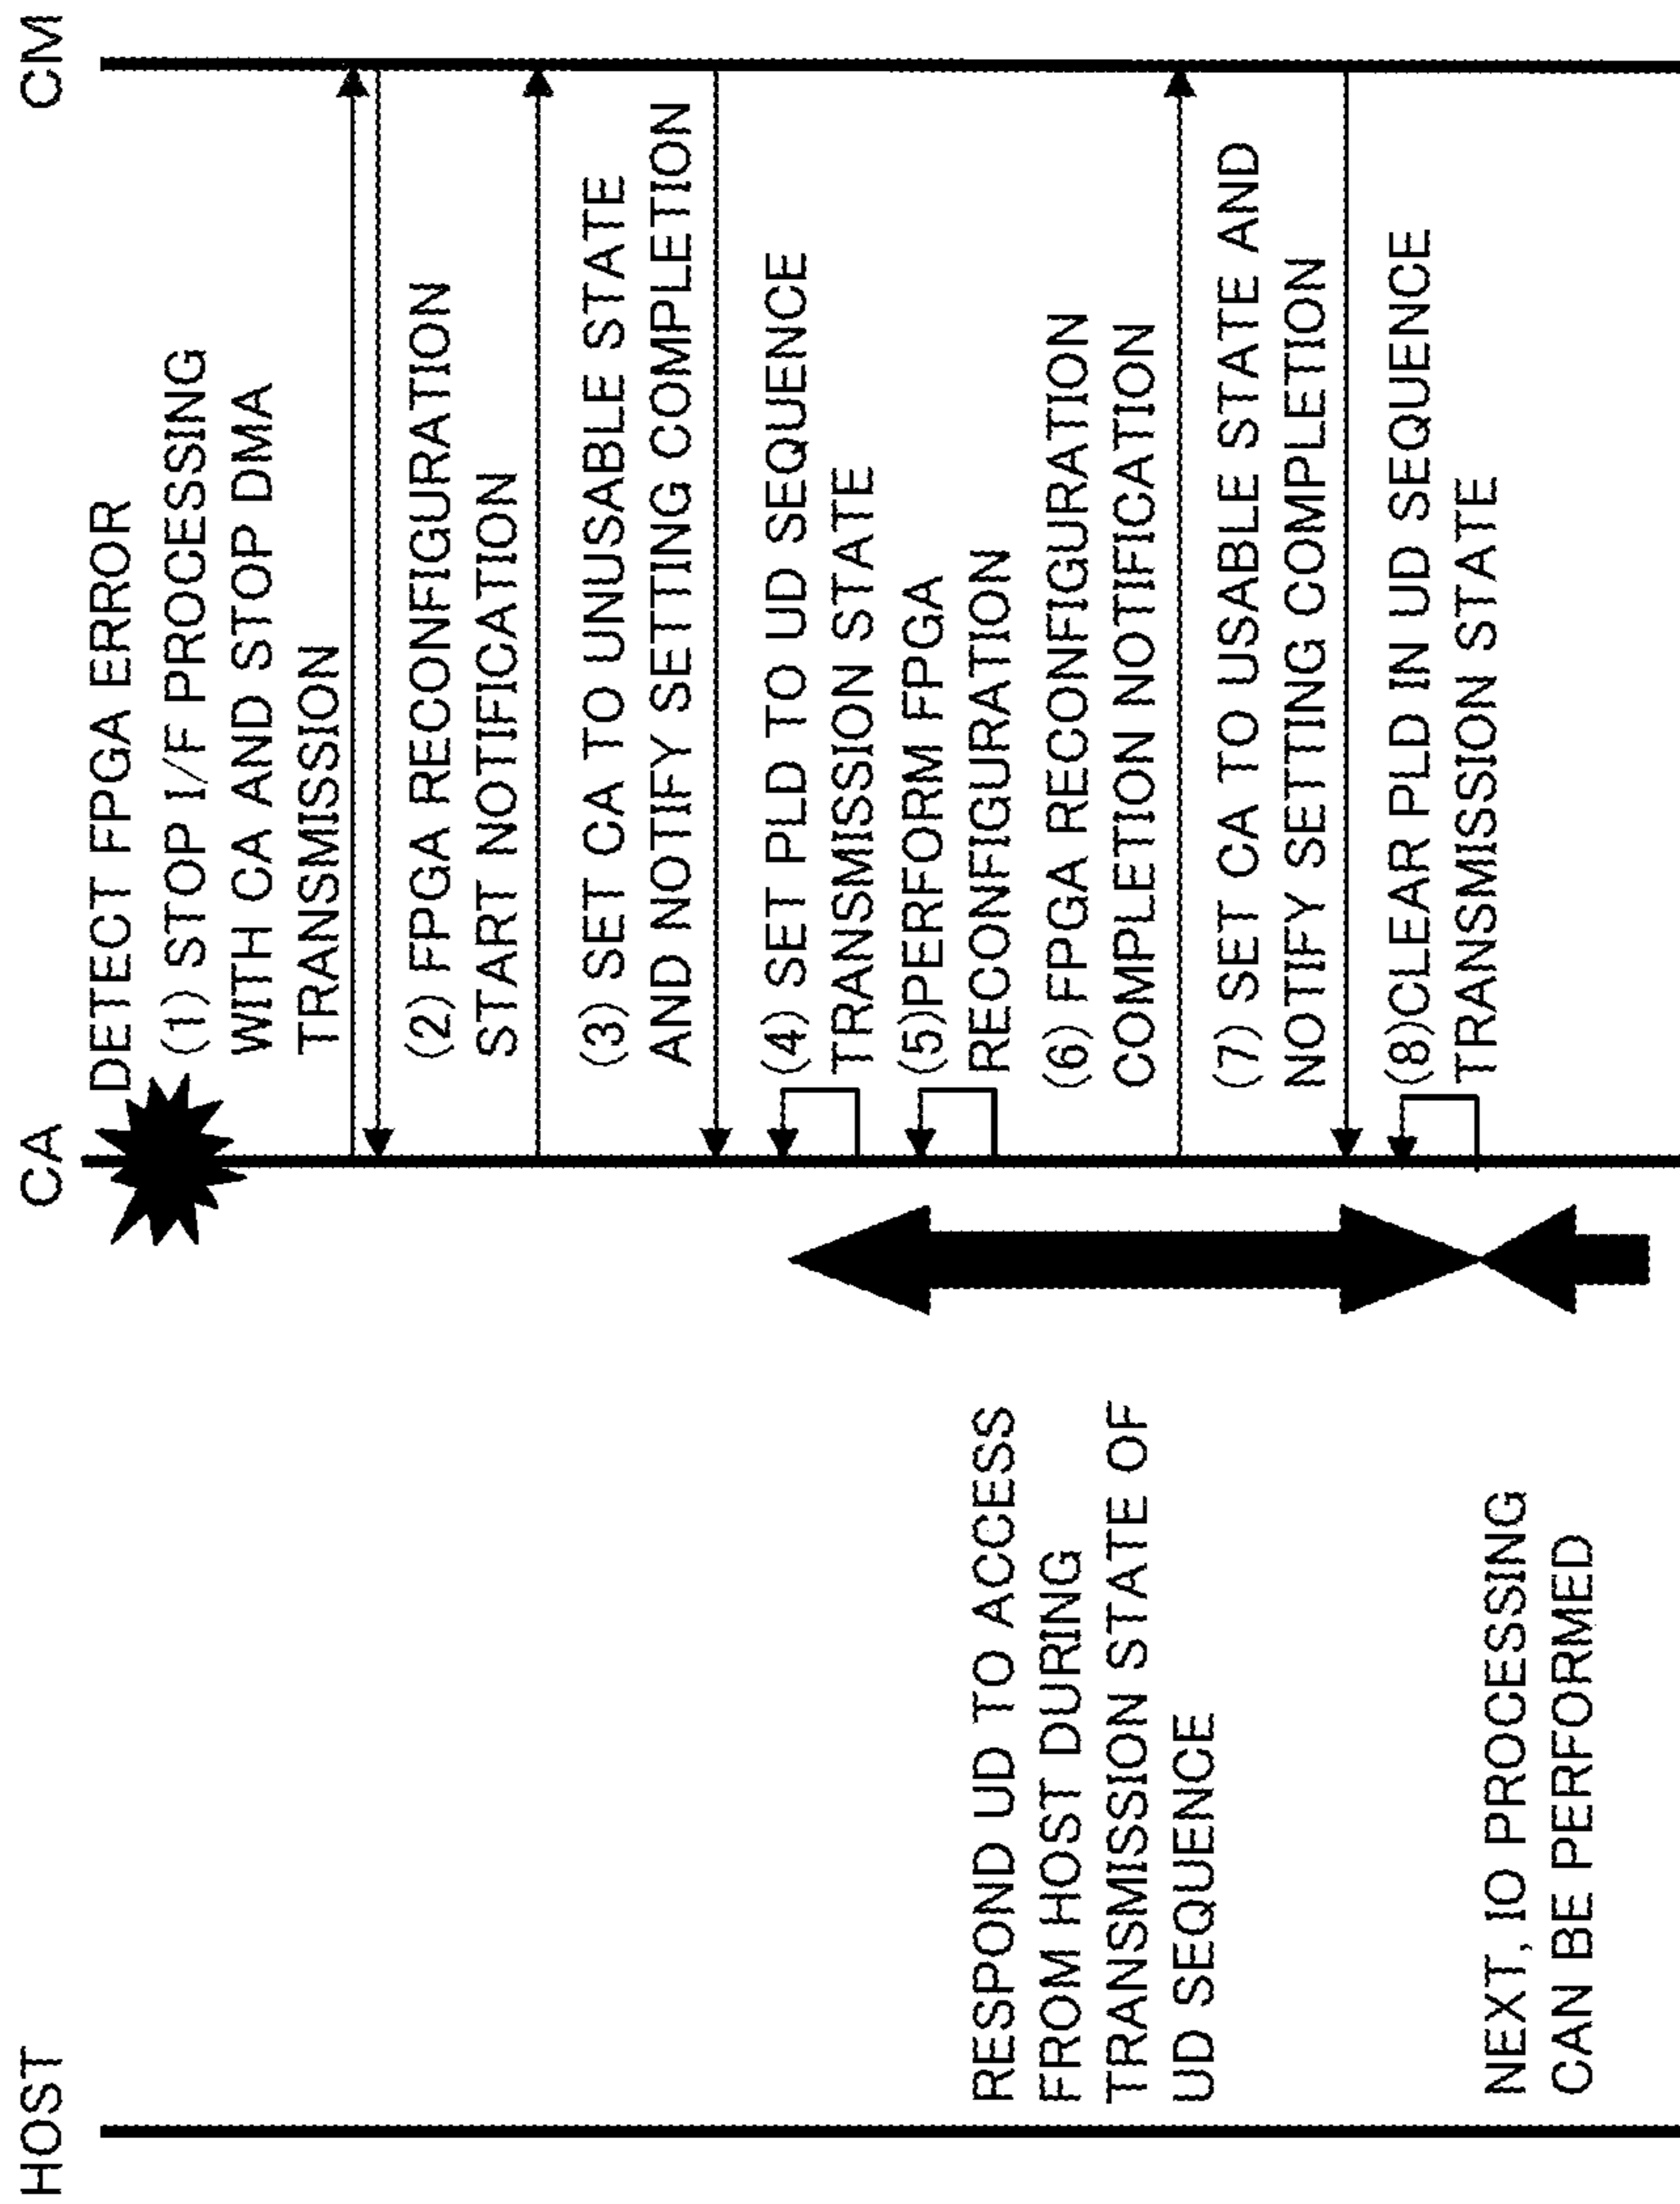 HOST
CA
CM
DETECT FPGA ERROR
(1) STOP I/F PROCESSING
WITH CA AND STOP DMA
TRANSMISSION
(2) FPGA RECONFIGURATION
START NOTIFICATION
(3) SET CA TO UNUSABLE STATE
AND NOTIFY SETTING COMPLETION
(4) SET PLD TO UD SEQUENCE
TRANSMISSION STATE
(5)PERFORM FPGA
RECONFIGURATION
(6) FPGA RECONFIGURATION
COMPLETION NOTIFICATION
(7) SET CA TO USABLE STATE AND
NOTIFY SETTING COMPLETION
(8)CLEAR PLD IN UD SEQUENCE
TRANSMISSION STATE
RESPOND UD TO ACCESS
FROM HOST DURING
TRANSMISSION STATE OF
UD SEQUENCE
NEXT, IO PROCESSING
CAN BE PERFORMED